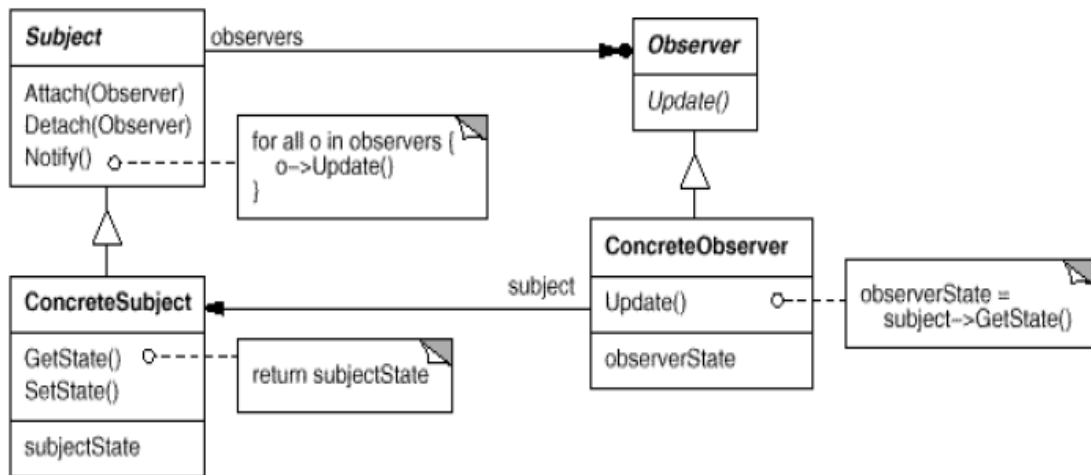 Subject
Attach(Observer)
Detach(Observer)
Notify()
observers
for all o in observers {
o->Update()
}
Observer
Update()
ConcreteSubject
GetState()
SetState()
subjectState
return subjectState
subject
ConcreteObserver
Update()
observerState
observerState =
subject->GetState()